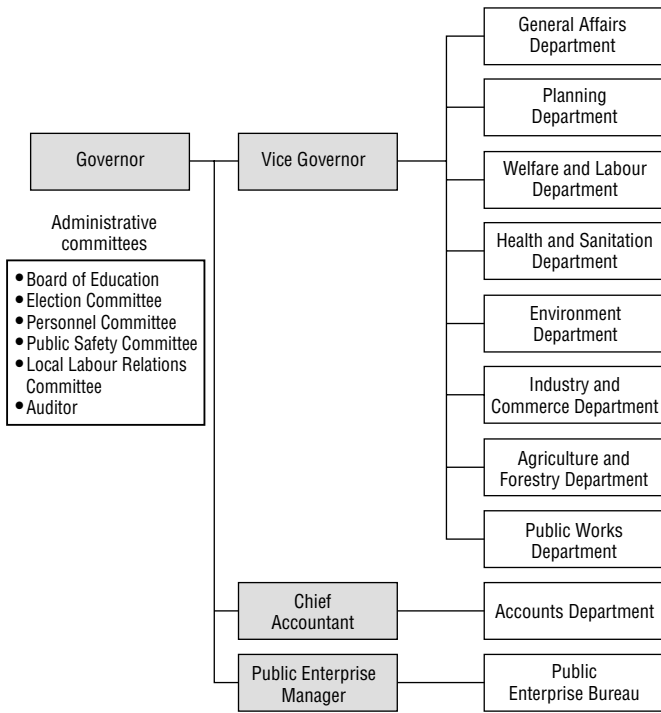 General Affairs
Department
Planning
Department
Governor
Vice Governor
Welfare and Labour
Department
Administrative
committees
Health and Sanitation
Department
• Board of Education
• Election Committee
• Personnel Committee
• Public Safety Committee
• Local Labour Relations
Committee
• Auditor
Environment
Department
Industry and
Commerce Department
Agriculture and
Forestry Department
Public Works
Department
Chief
Accountant
Accounts Department
Public Enterprise
Manager
Public
Enterprise Bureau